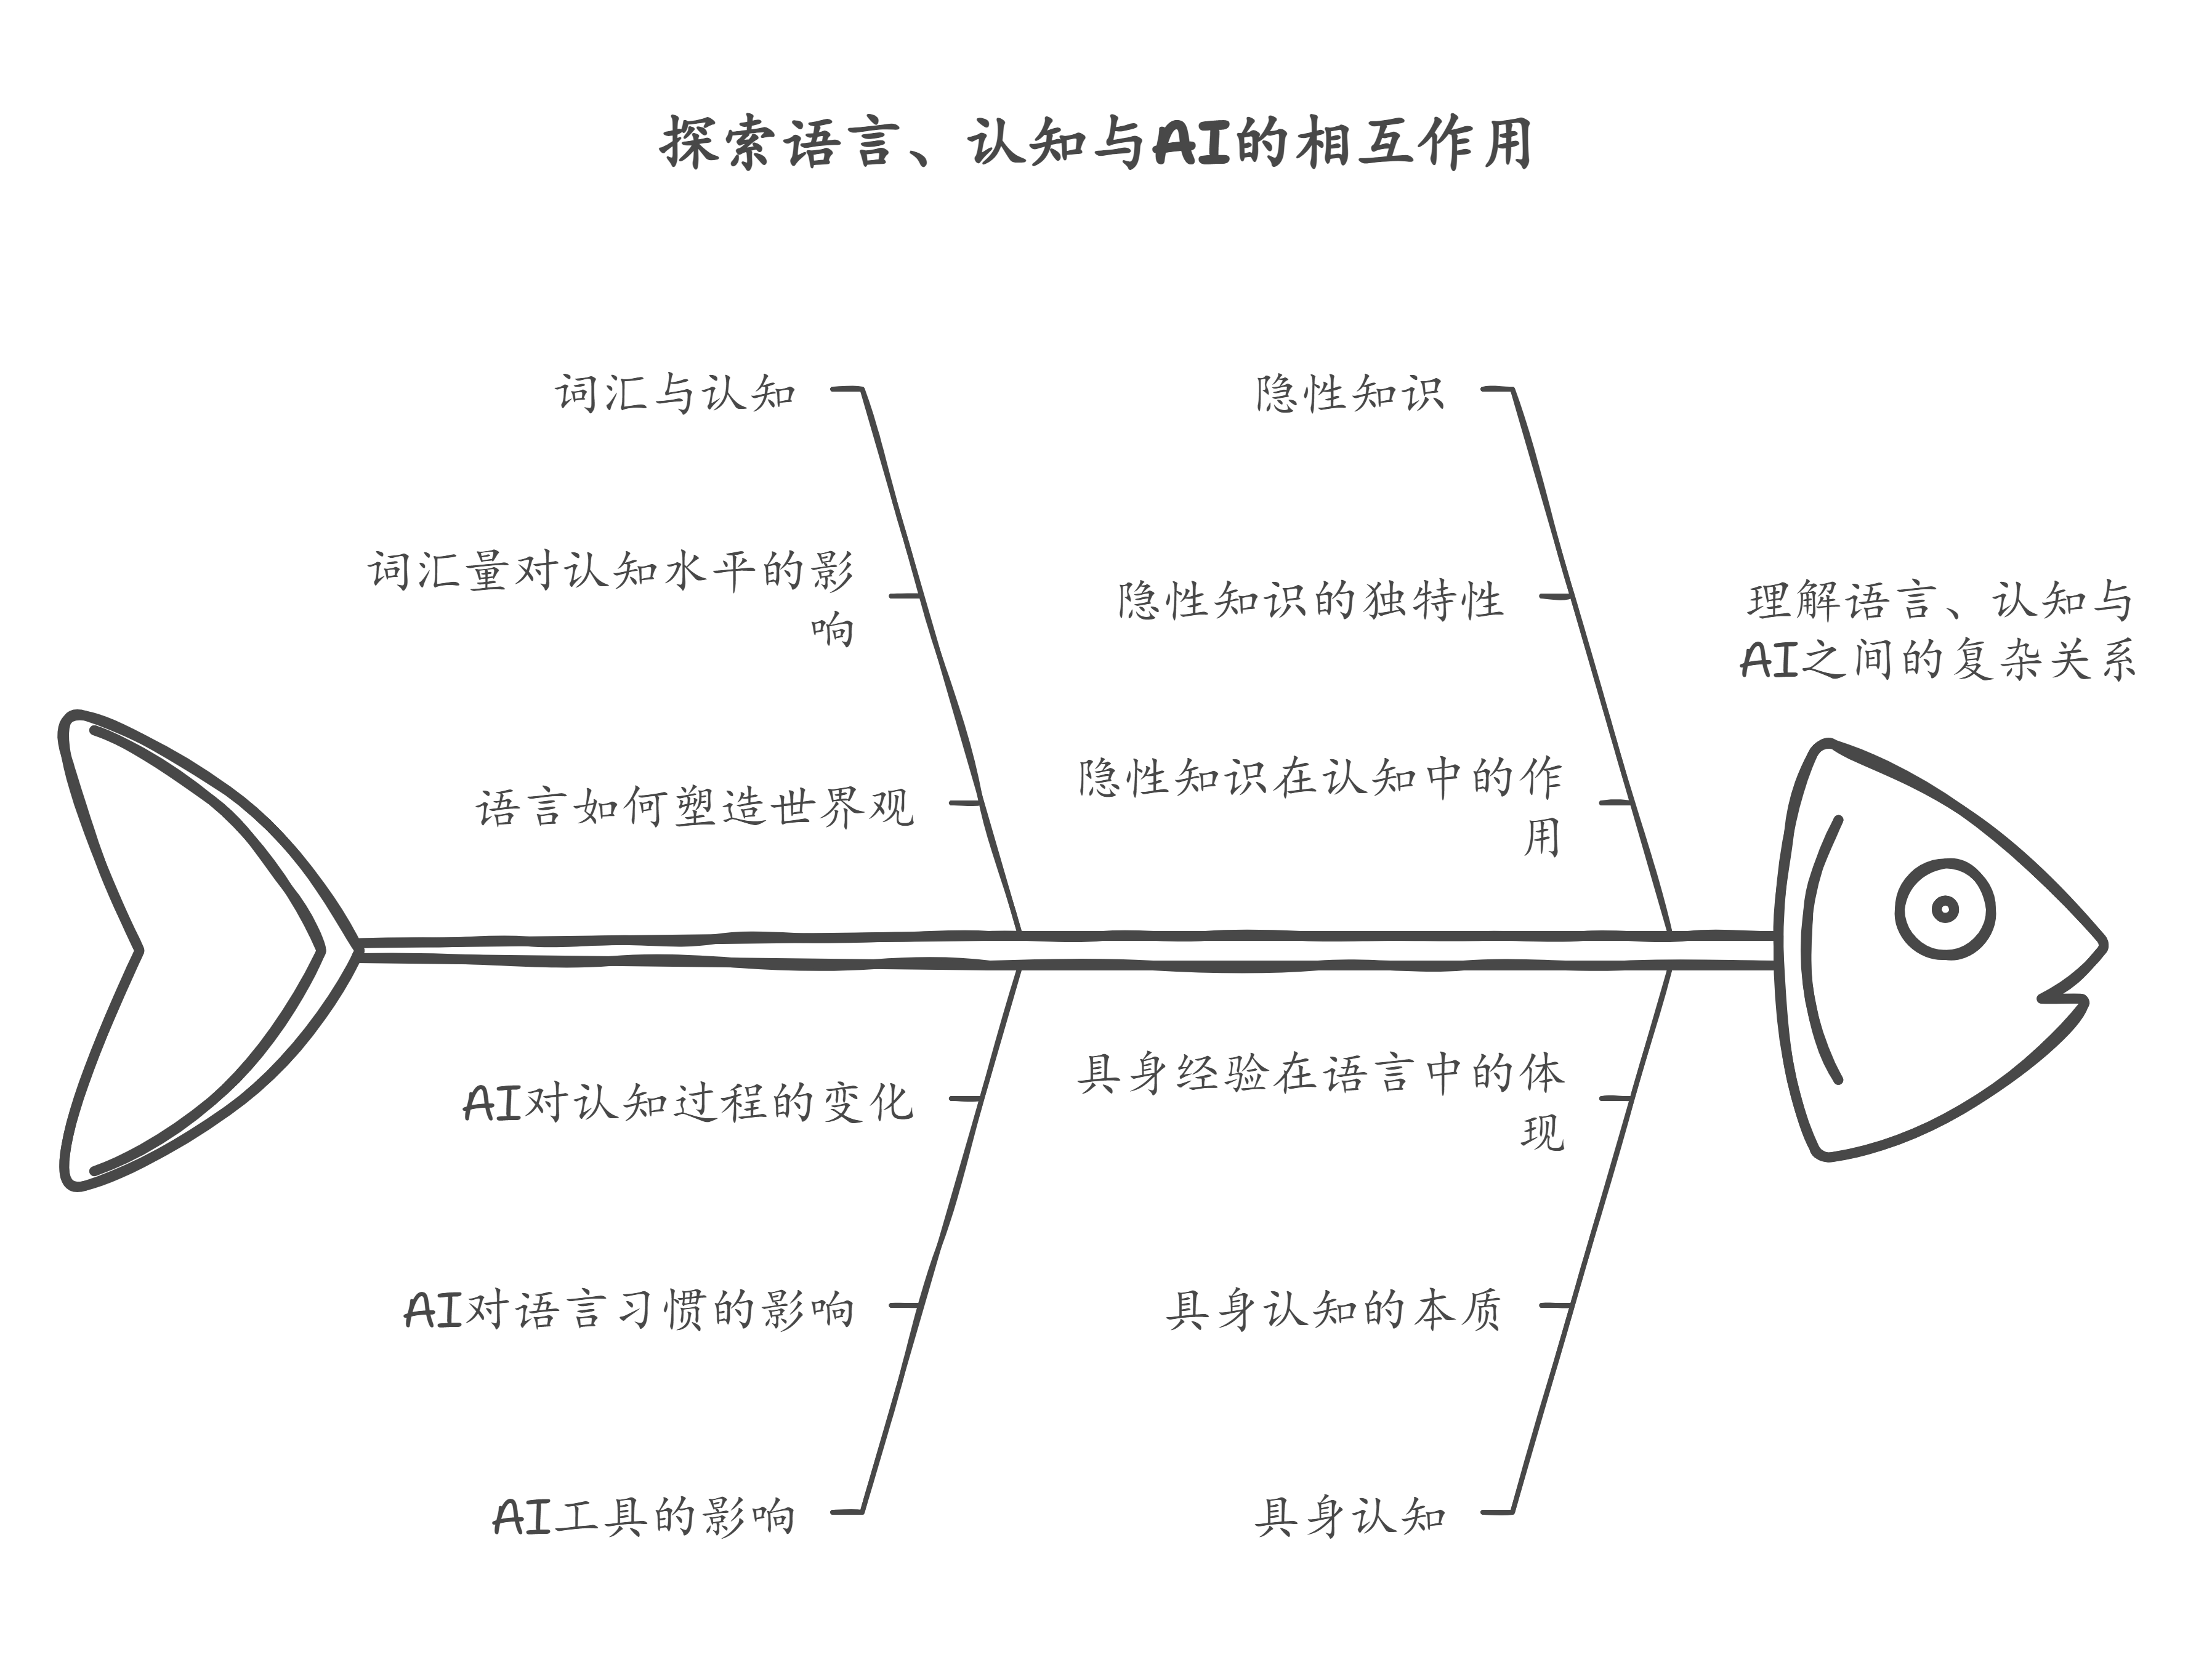 探索语言、认知与AI的相互作用
词汇与认知
词汇量对认知水平的影
响
语言如何塑造世界观
隐性知识
隐性知识的独特性
隐性知识在认知中的作
用
理解语言、认知与
AI之间的复杂关系
AI对认知过程的变化
AI对语言习惯的影响
AI工具的影响
具身经验在语言中的体
现
具身认知的本质
具身认知